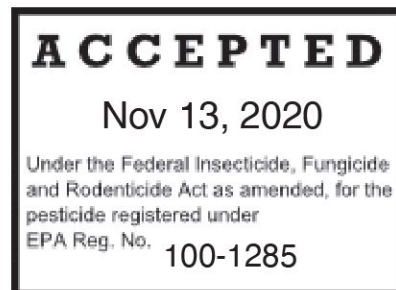 ACCEPTED
Nov 13, 2020
Under the Federal Insecticide, Fungicide
and Rodenticide Act as amended, for the
pesticide registered under
EPA Reg. No. 100-1285